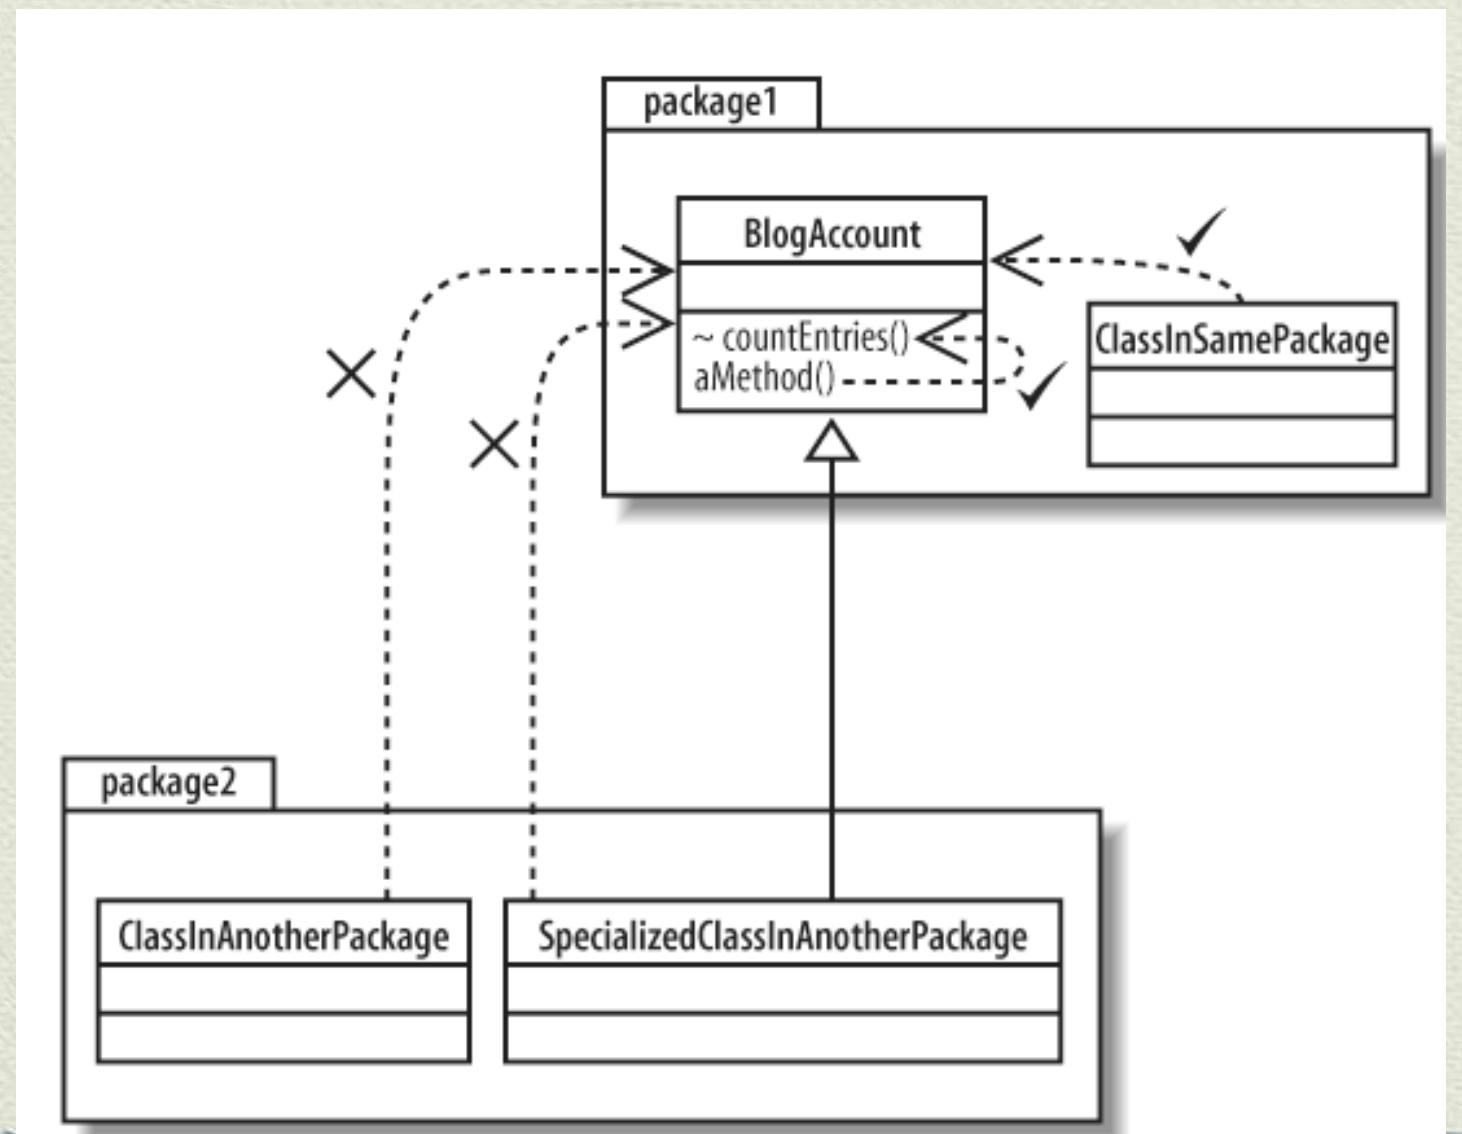 package1
BlogAccount
~ countEntries()
aMethod()
ClassInSamePackage
package2
ClassInAnotherPackage
SpecializedClassInAnotherPackage